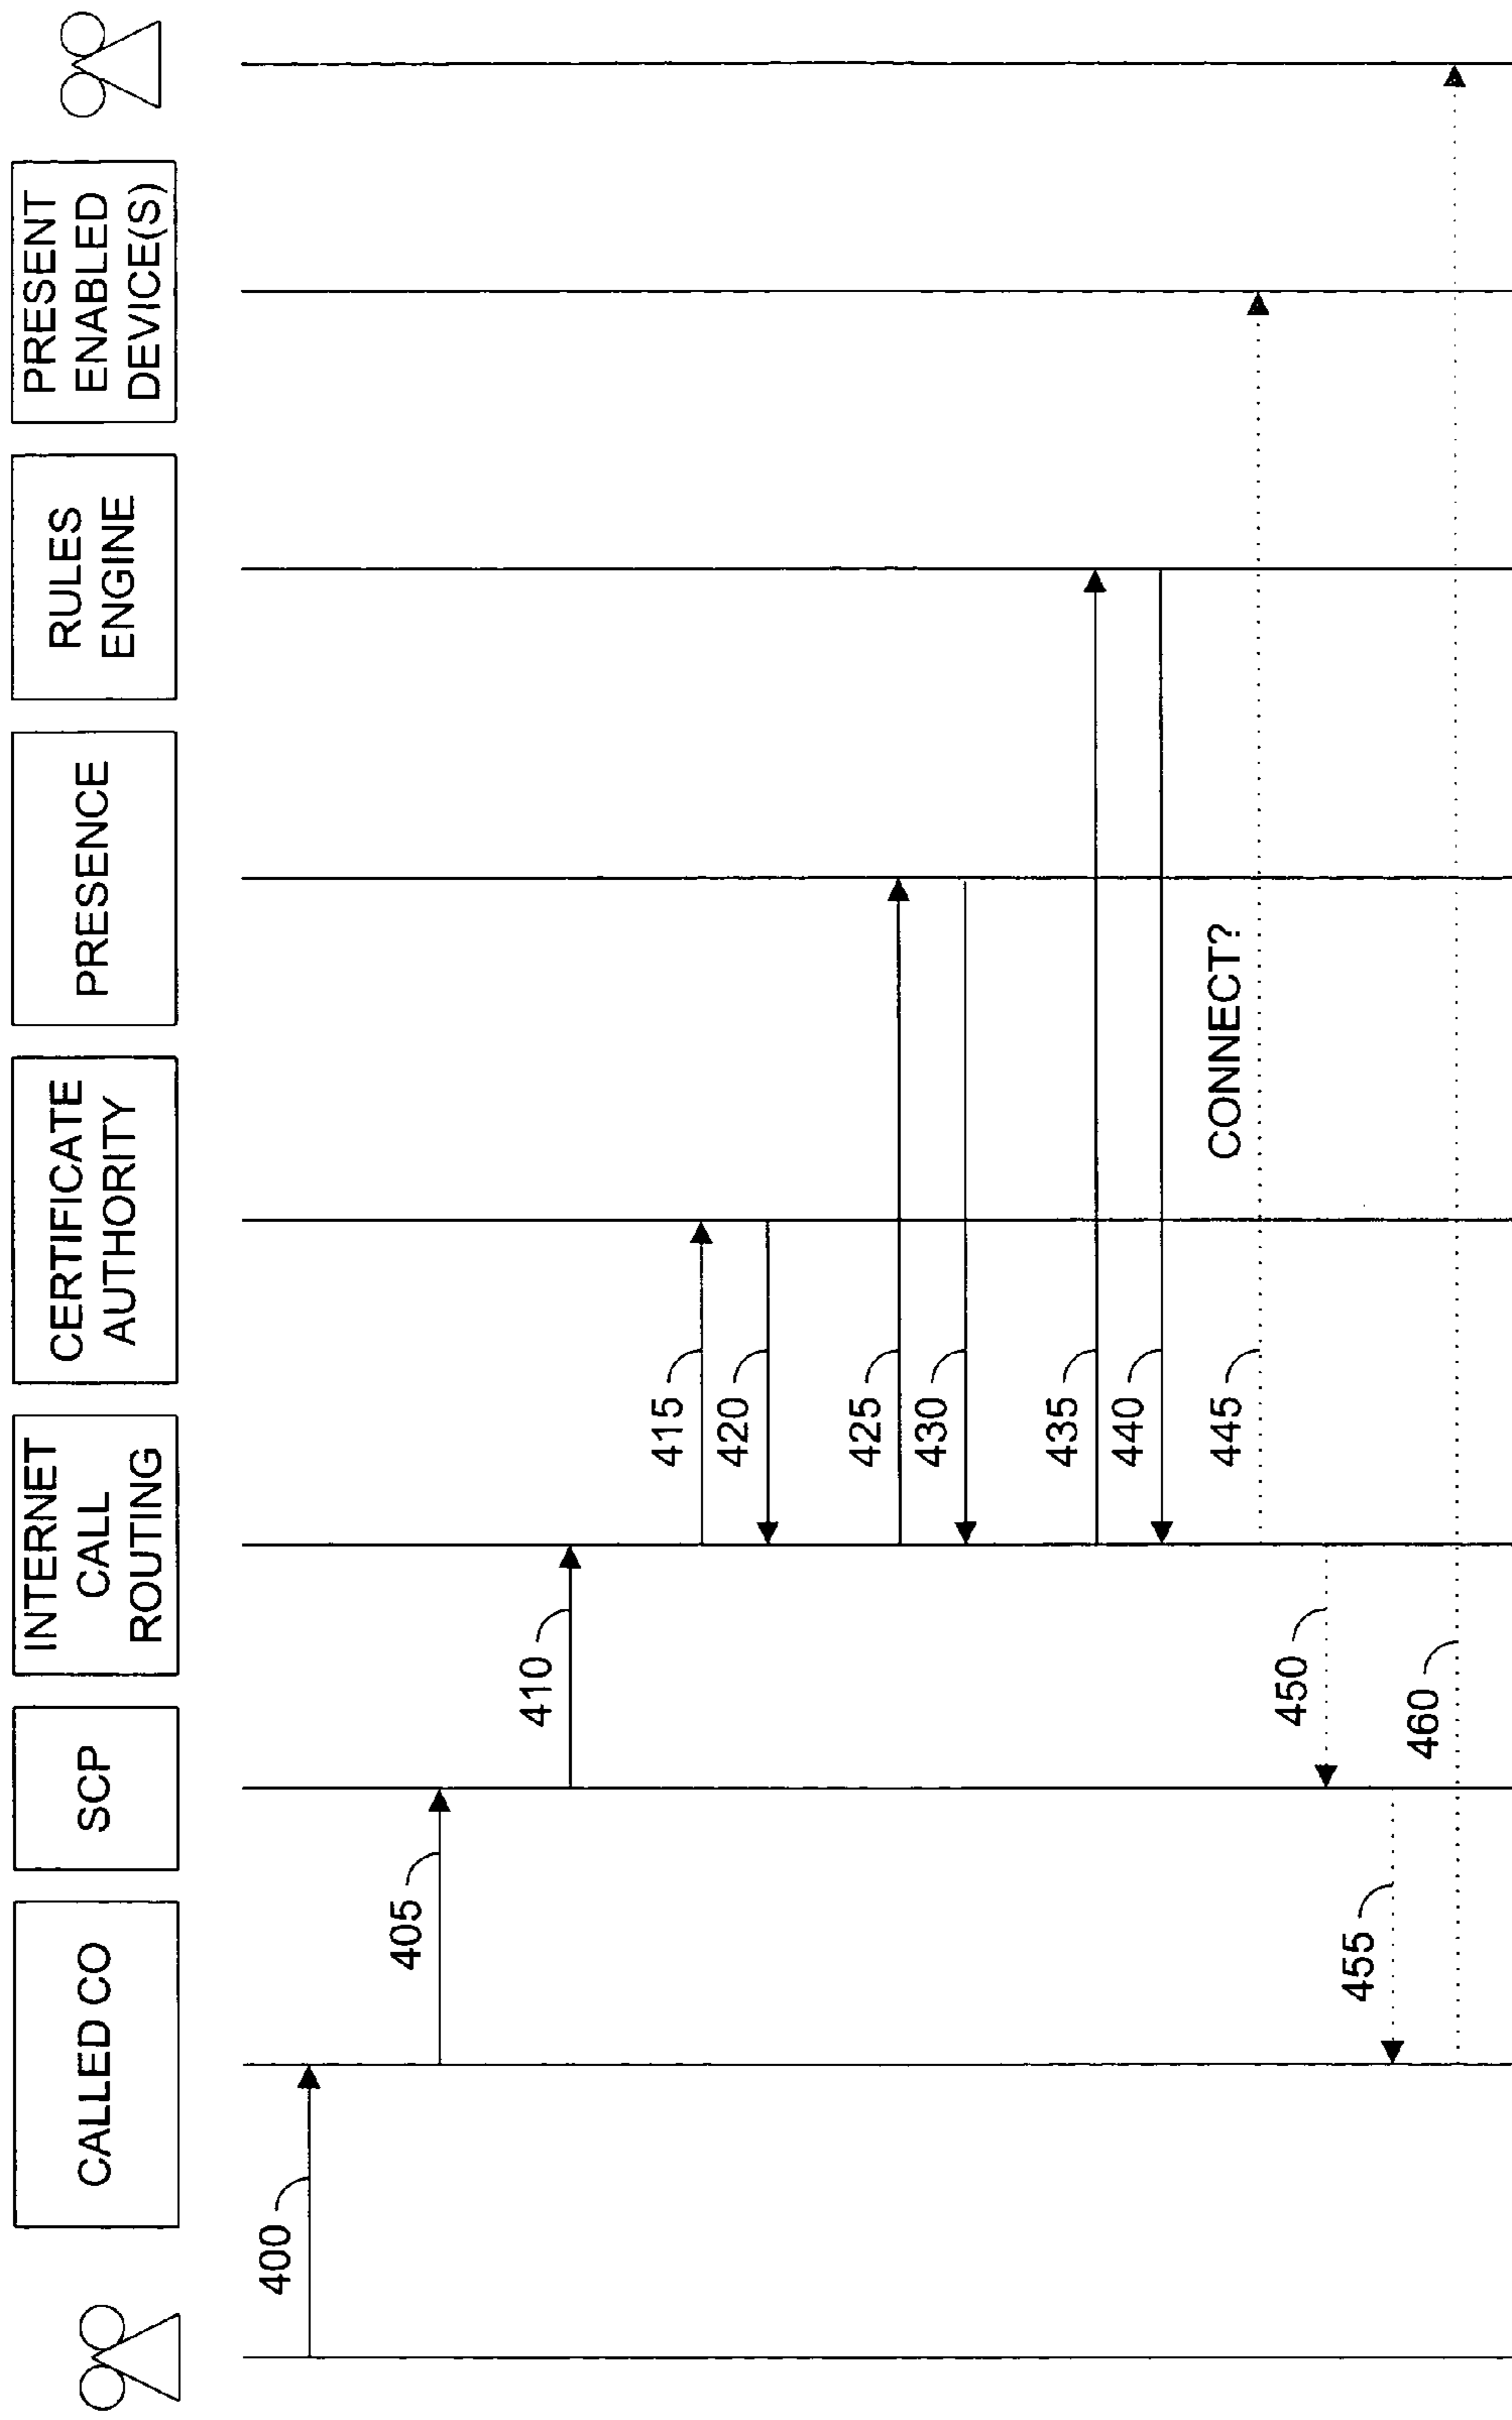 CALLED CO
SCP
INTERNET
CALL
ROUTING
CERTIFICATE
AUTHORITY
PRESENCE
RULES
ENGINE
PRESENT
ENABLED
DEVICE(S)
400
405
410
415
420
425
430
435
440
CONNECT?
445
450
455
460